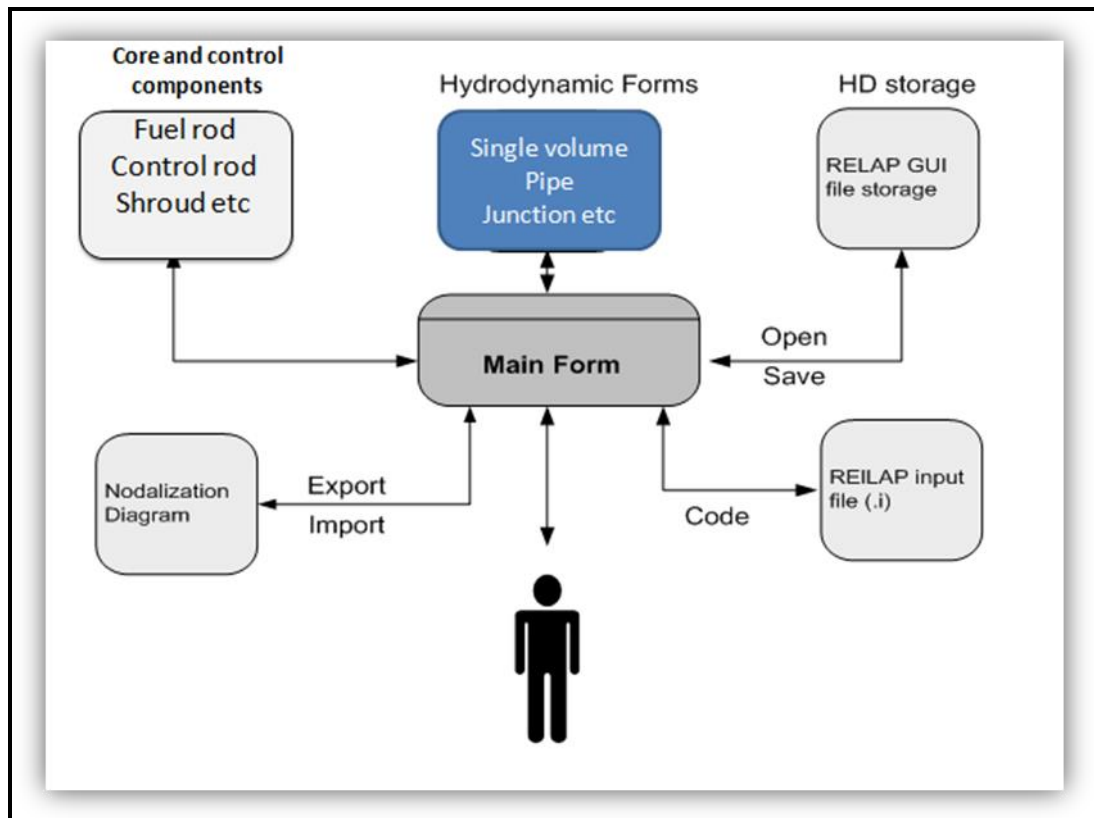 Core and control
components
Fuel rod
Control rod
Shroud etc
Hydrodynamic Forms
Single volume
Pipe
Junction etc
HD storage
RELAP GUI
file storage
Main Form
Open
Save
Nodalization
Diagram
Export
Import
Code
REILAP input
file (.i)